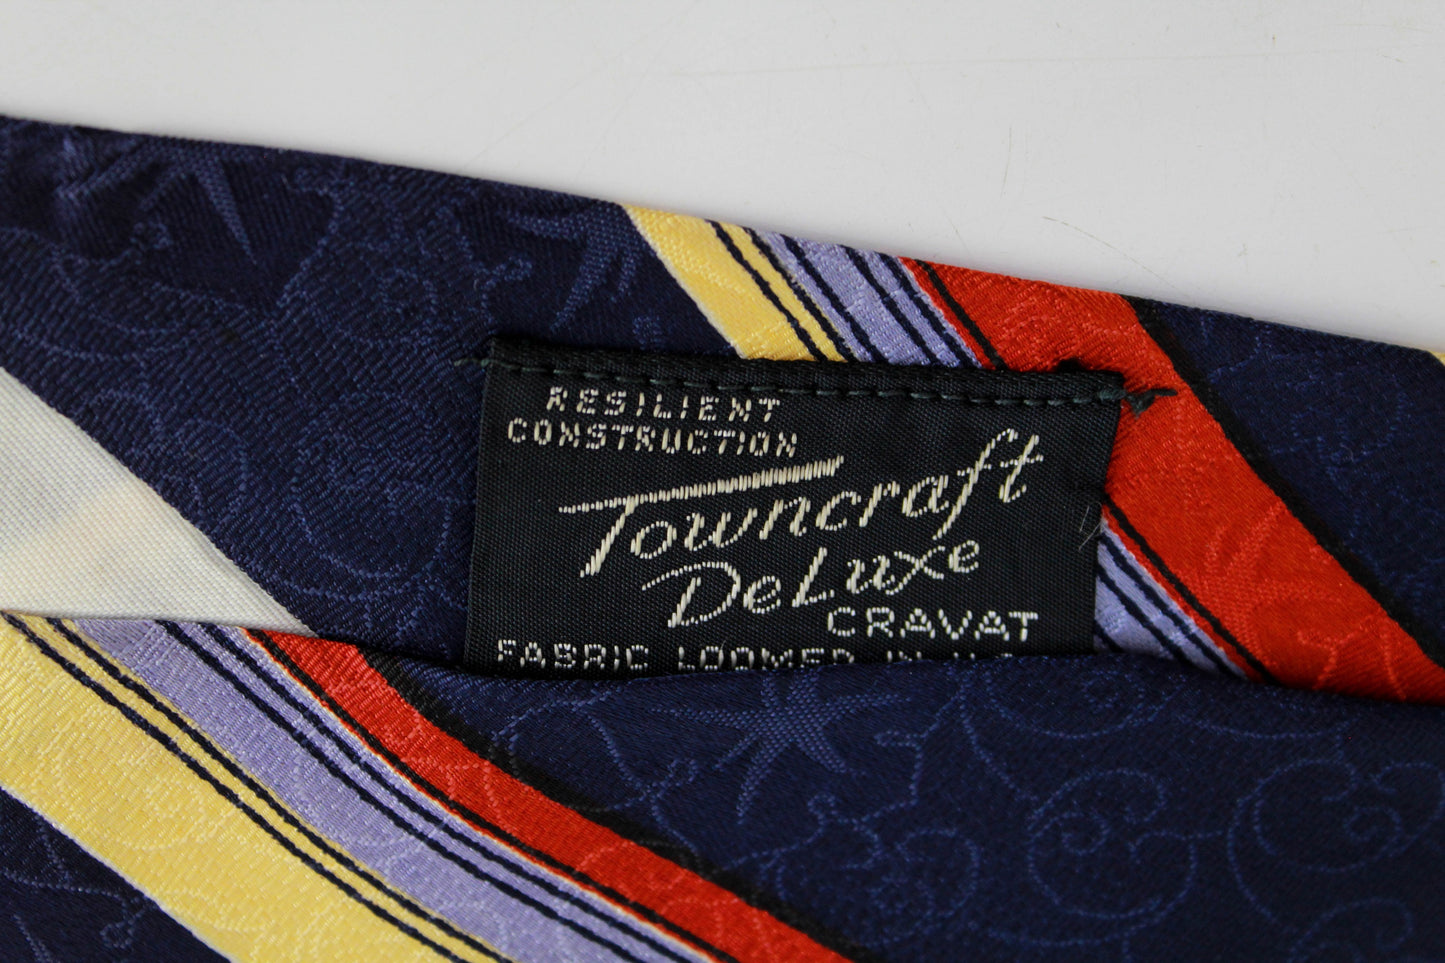 RESILIENT
CONSTRUCTION
Towncraft
DeLuxe
CRAVAT
FABRIC LOOMED IN U.S.